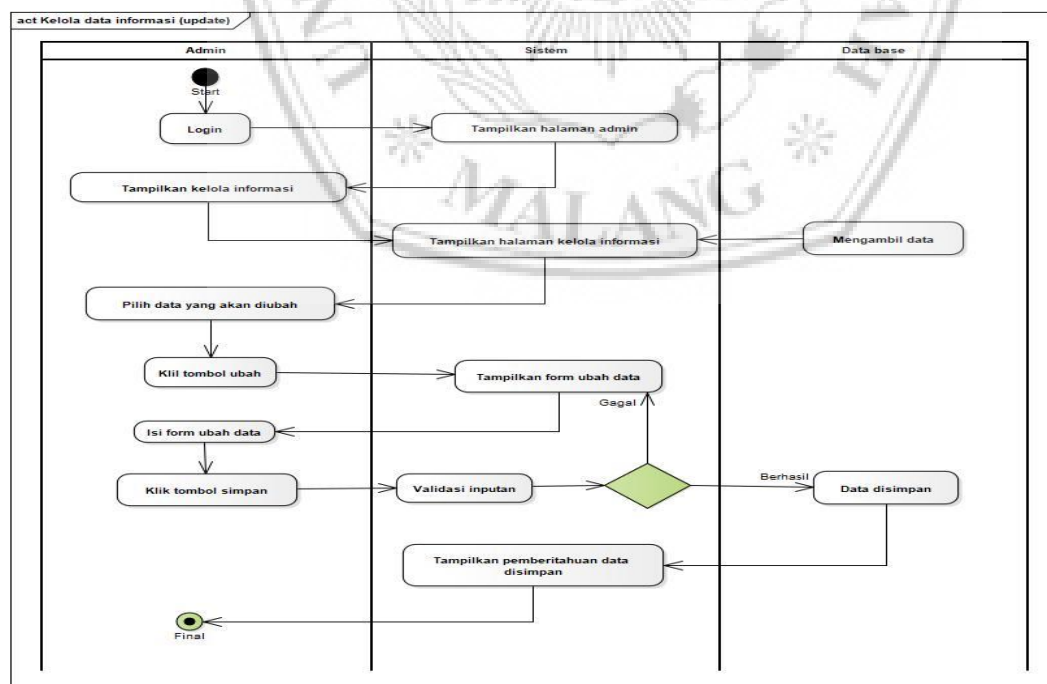 act Kelola data informasi (update)
Admin
Sistem
Data base
Start
Login
Tampilkan halaman admin
Tampilkan kelola informasi
Tampilkan halaman kelola informasi
Mengambil data
Pilih data yang akan diubah
Klil tombol ubah
Tampilkan form ubah data
Gagal
Isi form ubah data
Klik tombol simpan
Validasi inputan
Berhasil
Data disimpan
Tampilkan pemberitahuan data
disimpan
Final
MALANG